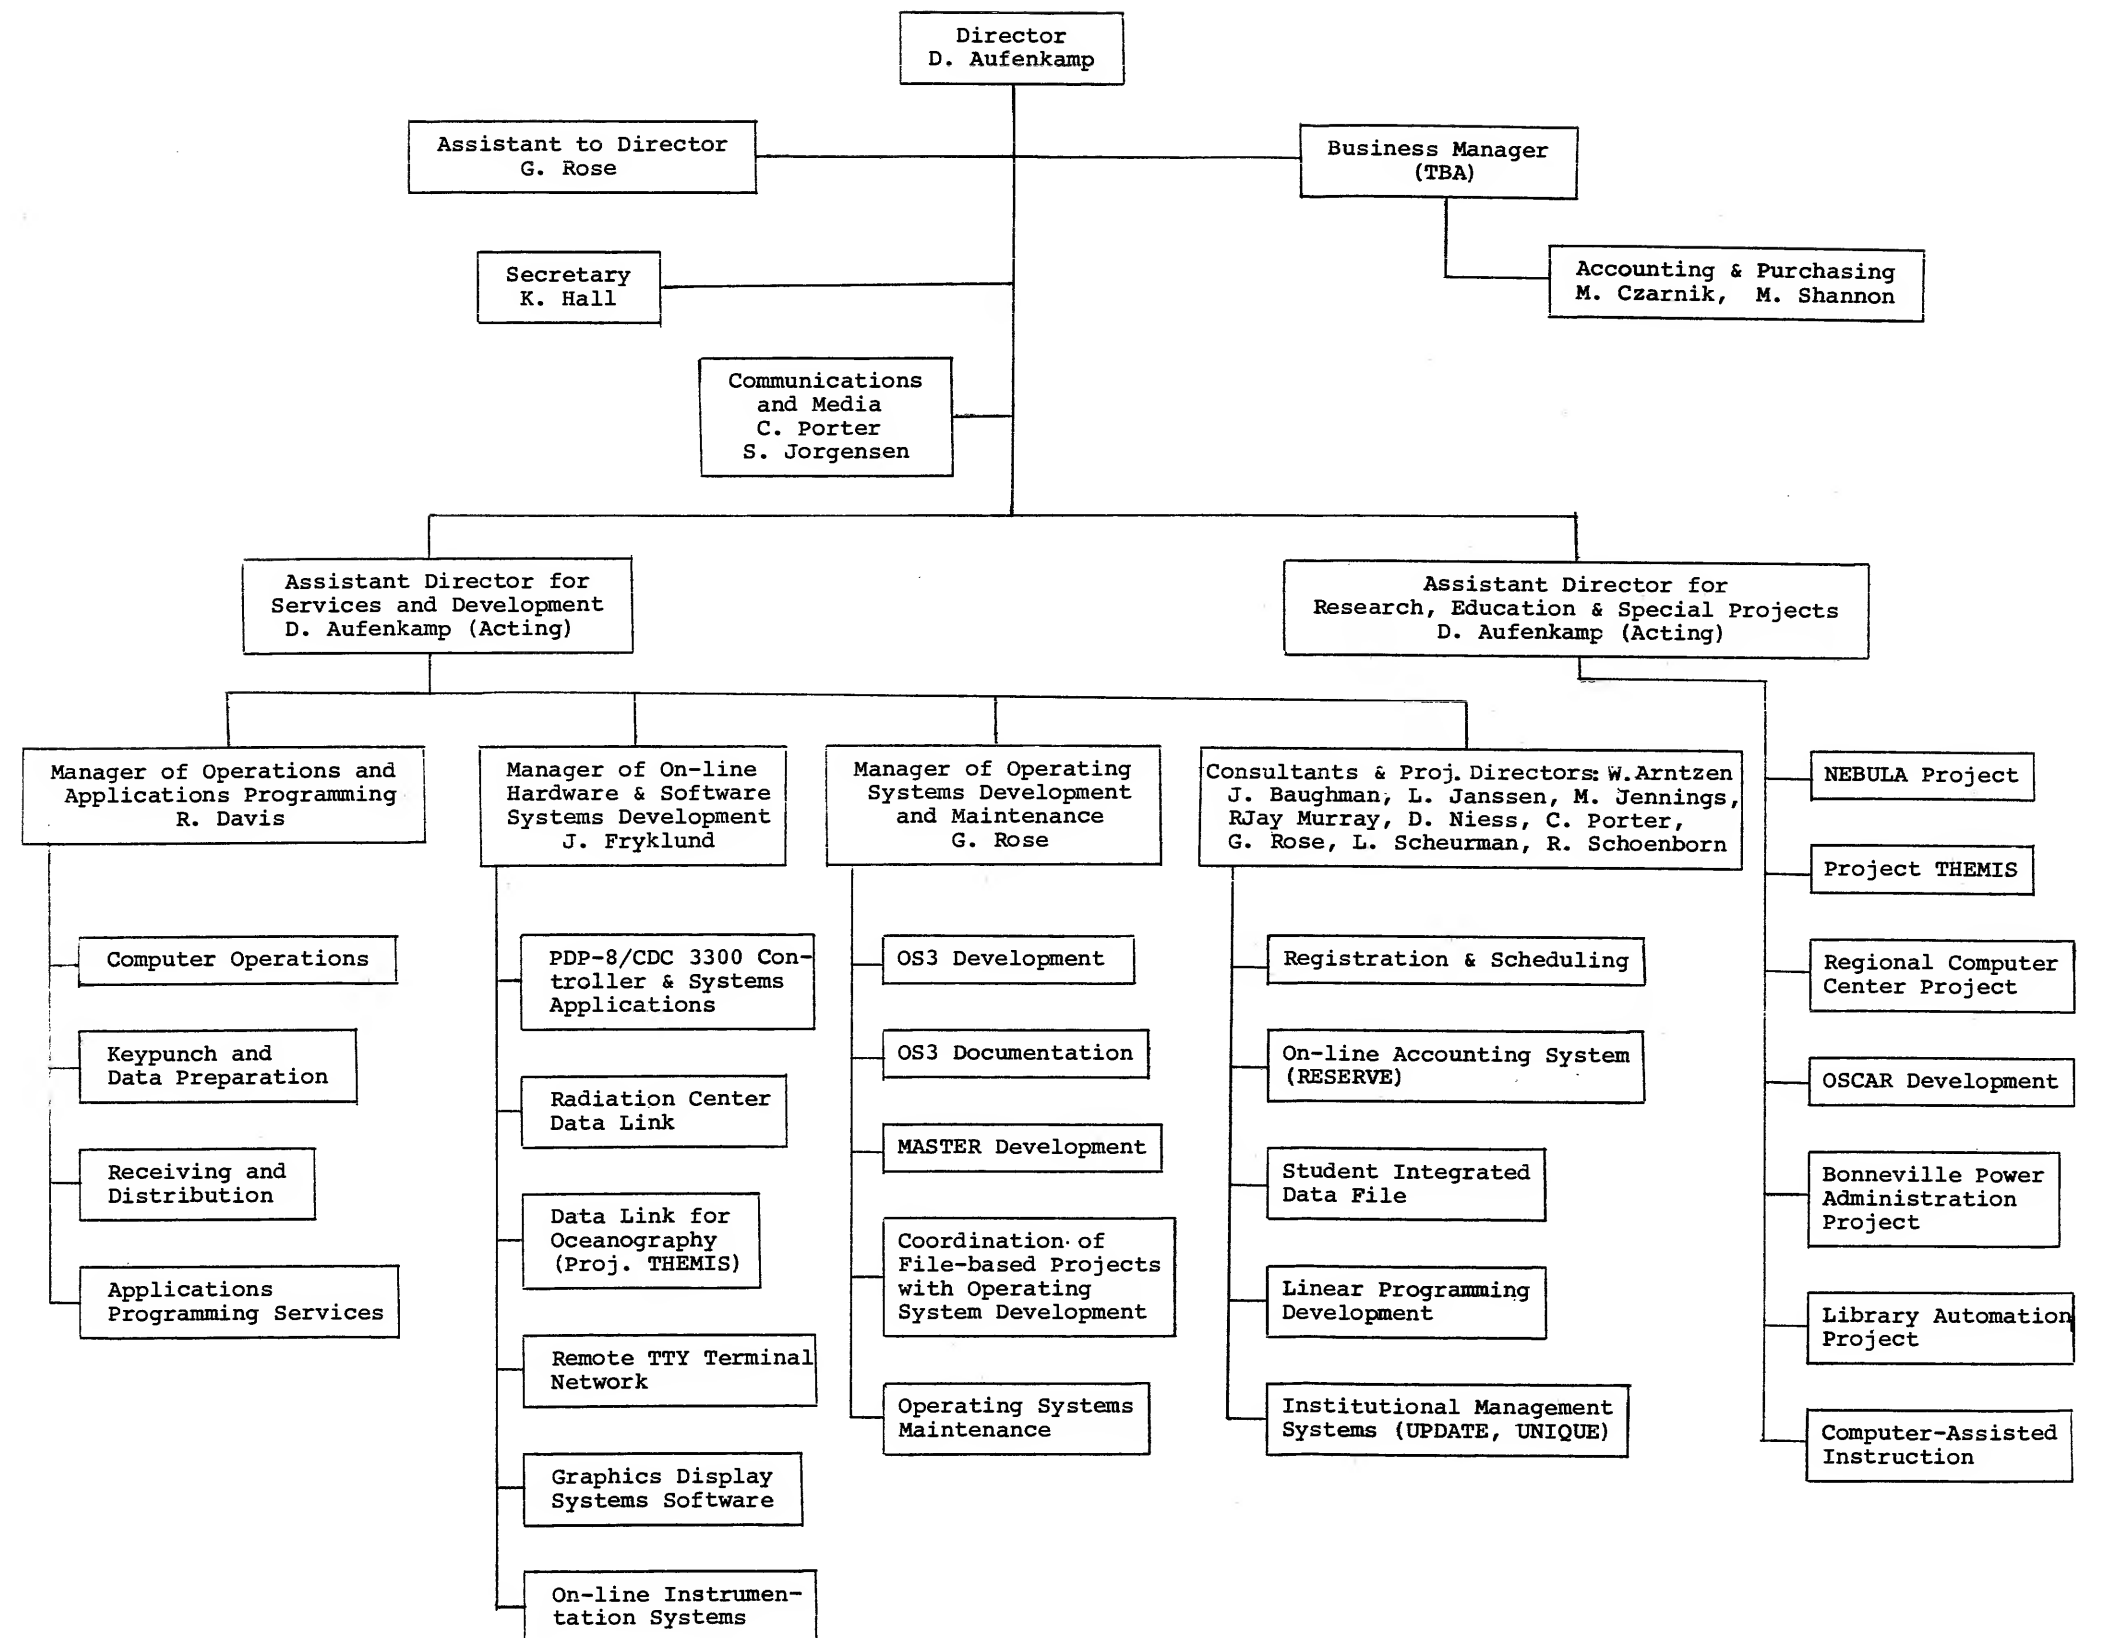 Director
D. Aufenkamp
Assistant to Director
G. Rose
Business Manager
(TBA)
Secretary
K. Hall
Accounting & Purchasing
M. Czarnik, M. Shannon
Communications
and Media
C. Porter
S. Jorgensen
Assistant Director for
Services and Development
D. Aufenkamp (Acting)
Assistant Director for
Research, Education & Special Projects
D. Aufenkamp (Acting)
Manager of Operations and
Applications Programming
R. Davis
Computer Operations
Keypunch and
Data Preparation
Receiving and
Distribution
Applications
Programming Services
Manager of On-line
Hardware & Software
Systems Development
J. Fryklund
PDP-8/CDC 3300 Con-
troller & Systems
Applications
Radiation Center
Data Link
Data Link for
Oceanography
(Proj. THEMIS)
Remote TTY Terminal
Network
Graphics Display
Systems Software
On-line Instrumen-
tation Systems
Manager of Operating
Systems Development
and Maintenance
G. Rose
OS3 Development
OS3 Documentation
MASTER Development
Coordination of
File-based Projects
with Operating
System Development
Operating Systems
Maintenance
Consultants & Proj. Directors: W.Arntzen
J. Baughman, L. Janssen, M. Jennings,
RJay Murray, D. Niess, C. Porter,
G. Rose, L. Scheurman, R. Schoenborn
Registration & Scheduling
On-line Accounting System
(RESERVE)
Student Integrated
Data File
Linear Programming
Development
Institutional Management
Systems (UPDATE, UNIQUE)
NEBULA Project
Project THEMIS
Regional Computer
Center Project
OSCAR Development
Bonneville Power
Administration
Project
Library Automation
Project
Computer-Assisted
Instruction